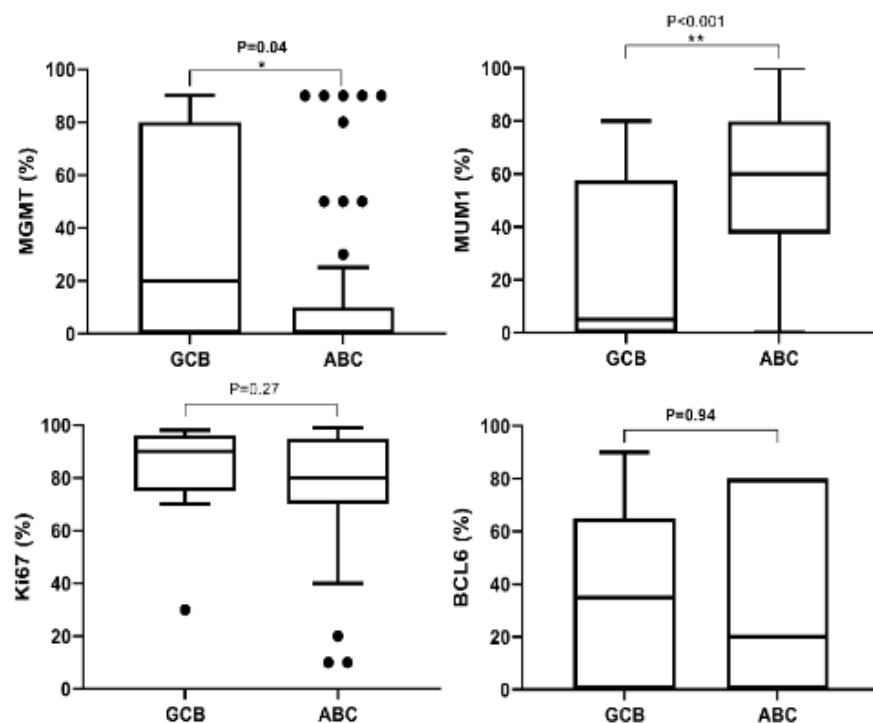 P=0.04
*
MGMT (%)
100
80
60
40
20
0
GCB
ABC
P<0.001
**
MUM1 (%)
100
80
60
40
20
0
GCB
ABC
P=0.27
Ki67 (%)
100
80
60
40
20
0
GCB
ABC
P=0.94
BCL6 (%)
100
80
60
40
20
0
GCB
ABC